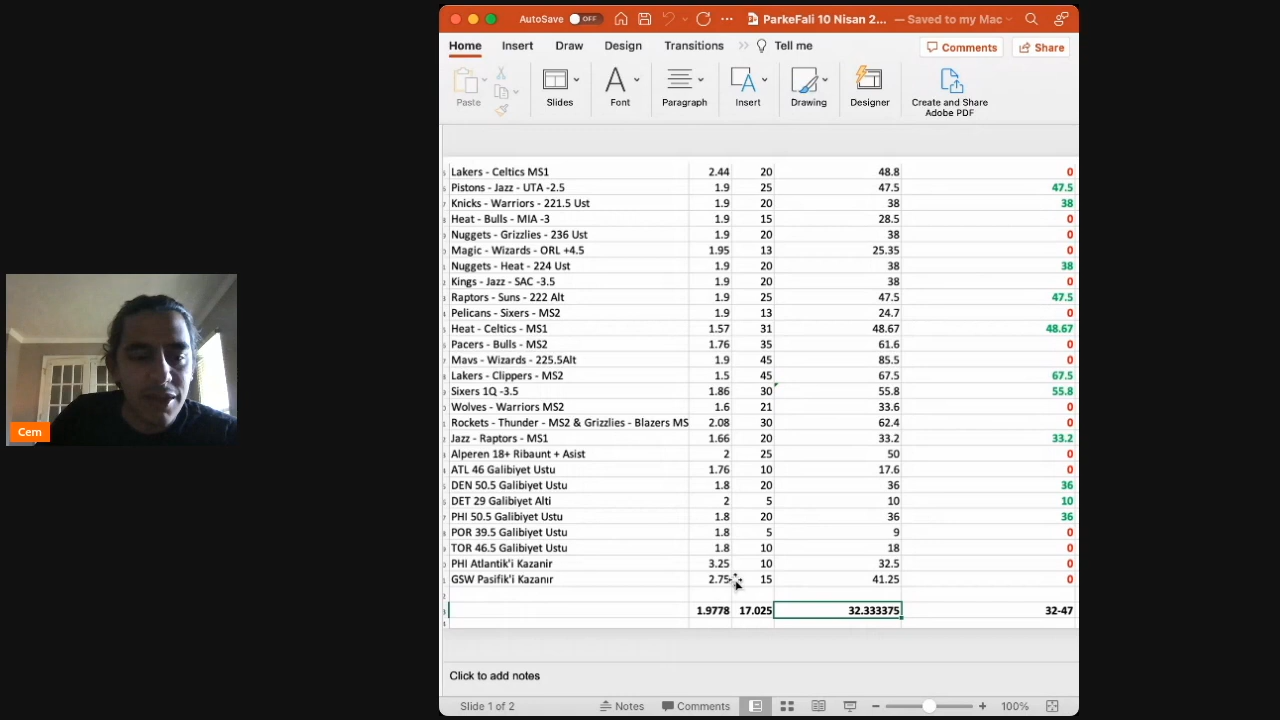 AutoSave OFF ParkeFali 10 Nisan 2... — Saved to my Mac
Home Insert Draw Design Transitions Tell me Comments Share
Paste Slides Font Paragraph Insert Drawing Designer Create and Share
Adobe PDF
Lakers - Celtics MS1 2.44 20 48.8 0
Pistons - Jazz - UTA -2.5 1.9 25 47.5 47.5
Knicks - Warriors - 221.5 Ust 1.9 20 38 38
Heat - Bulls - MIA -3 1.9 15 28.5 0
Nuggets - Grizzlies - 236 Ust 1.9 20 38 0
Magic - Wizards - ORL +4.5 1.95 13 25.35 0
Nuggets - Heat - 224 Ust 1.9 20 38 38
Kings - Jazz - SAC -3.5 1.9 20 38 0
Raptors - Suns - 222 Alt 1.9 25 47.5 47.5
Pelicans - Sixers - MS2 1.9 13 24.7 0
Heat - Celtics - MS1 1.57 31 48.67 48.67
Pacers - Bulls - MS2 1.76 35 61.6 0
Mavs - Wizards - 225.5Alt 1.9 45 85.5 0
Lakers - Clippers - MS2 1.5 45 67.5 67.5
Sixers 1Q -3.5 1.86 30 55.8 55.8
Wolves - Warriors MS2 1.6 21 33.6 0
Rockets - Thunder - MS2 & Grizzlies - Blazers MS 2.08 30 62.4 0
Jazz - Raptors - MS1 1.66 20 33.2 33.2
Alperen 18+ Ribaunt + Asist 2 25 50 0
ATL 46 Galibiyet Ustu 1.76 10 17.6 0
DEN 50.5 Galibiyet Ustu 1.8 20 36 36
DET 29 Galibiyet Alti 2 5 10 10
PHI 50.5 Galibiyet Ustu 1.8 20 36 36
POR 39.5 Galibiyet Ustu 1.8 5 9 0
TOR 46.5 Galibiyet Ustu 1.8 10 18 0
PHI Atlantik'i Kazanir 3.25 10 32.5 0
GSW Pasifik'i Kazanır 2.75 15 41.25 0
1.9778 17.025 32.333375 32-47
Cem
Click to add notes
Slide 1 of 2 Notes Comments 100%